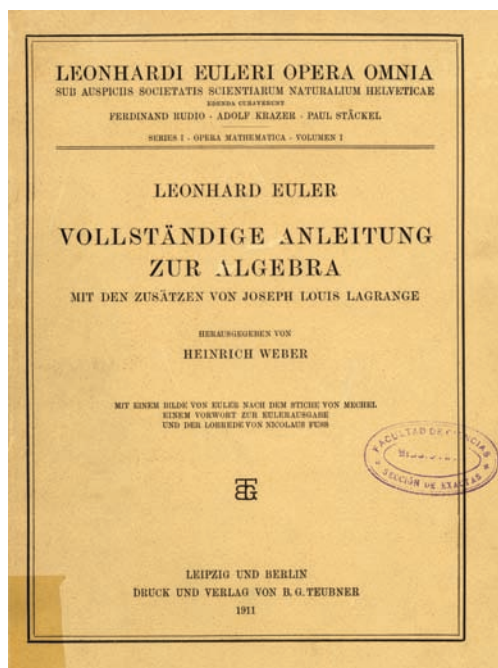 LEONHARDI EULERI OPERA OMNIA
SUB AUSPICIIS SOCIETATIS SCIENTIARUM NATURALIUM HELVETICAE
EDENDA CURAVERUNT
FERDINAND RUDIO · ADOLF KRAZER · PAUL STÄCKEL
SERIES I · OPERA MATHEMATICA · VOLUMEN I
LEONHARD EULER
VOLLSTÄNDIGE ANLEITUNG
ZUR ALGEBRA
MIT DEN ZUSÄTZEN VON JOSEPH LOUIS LAGRANGE
HERAUSGEGEBEN VON
HEINRICH WEBER
MIT EINEM BILDE VON EULER NACH DEM STICHE VON MECHEL
EINEM VORWORT ZUR EULERAUSGABE
UND DER LOBREDE VON NICOLAUS FUSS
FACULTAD DE CIENCIAS
SECCIÓN DE EXACTAS
LEIPZIG UND BERLIN
DRUCK UND VERLAG VON B. G. TEUBNER
1911